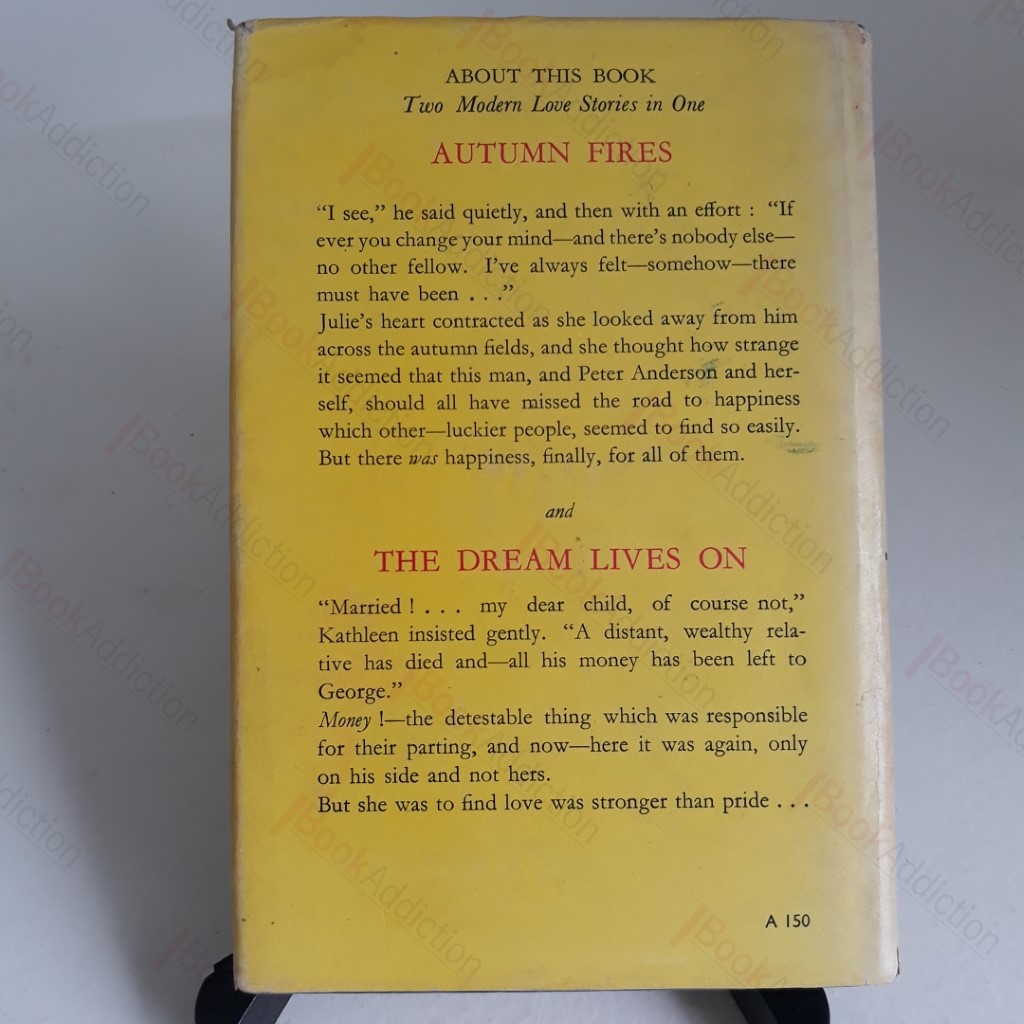 ABOUT THIS BOOK
Two Modern Love Stories in One
AUTUMN FIRES
“I see,” he said quietly, and then with an effort : “If
ever you change your mind—and there’s nobody else—
no other fellow. I’ve always felt—somehow—there
must have been . . .”
Julie’s heart contracted as she looked away from him
across the autumn fields, and she thought how strange
it seemed that this man, and Peter Anderson and her-
self, should all have missed the road to happiness
which other—luckier people, seemed to find so easily.
But there was happiness, finally, for all of them.
and
THE DREAM LIVES ON
“Married ! . . . my dear child, of course not,”
Kathleen insisted gently. “A distant, wealthy rela-
tive has died and—all his money has been left to
George.”
Money !—the detestable thing which was responsible
for their parting, and now—here it was again, only
on his side and not hers.
But she was to find love was stronger than pride . . .
A 150
BookAddiction